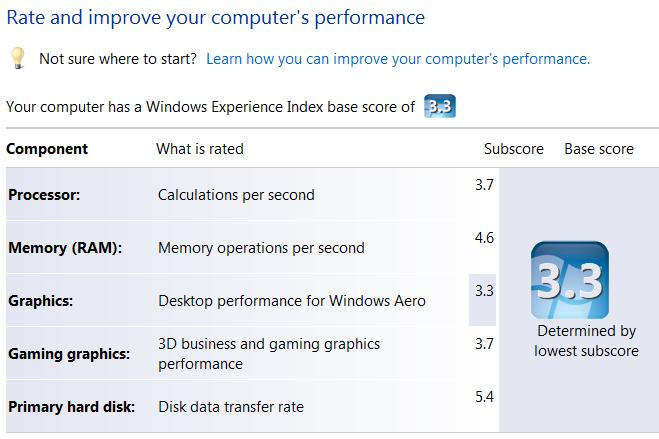 Rate and improve your computer's performance
Not sure where to start? Learn how you can improve your computer's performance.
Your computer has a Windows Experience Index base score of 3.3
Component What is rated Subscore Base score
Processor: Calculations per second 3.7
Memory (RAM): Memory operations per second 4.6
Graphics: Desktop performance for Windows Aero 3.3
3.3
Determined by
lowest subscore
Gaming graphics: 3D business and gaming graphics
performance 3.7
Primary hard disk: Disk data transfer rate 5.4